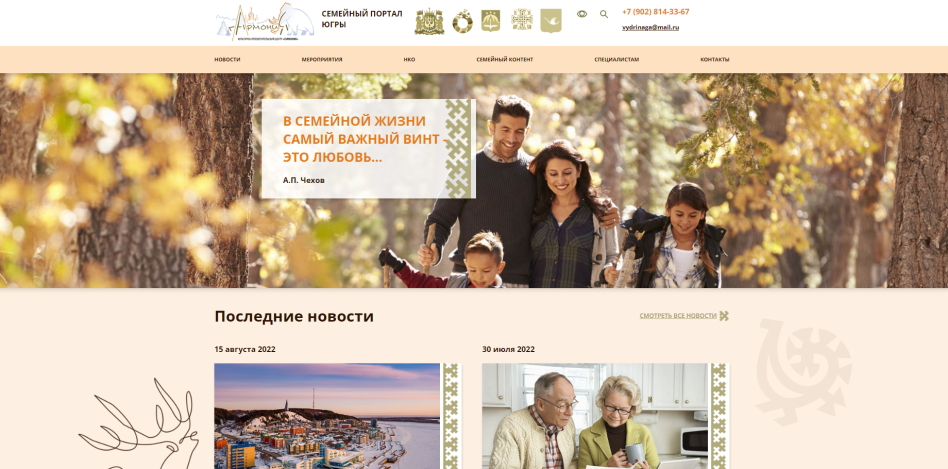 Гармония
СЕМЕЙНЫЙ ПОРТАЛ
ЮГРЫ
+7 (902) 814-33-67
vydrinaga@mail.ru
НОВОСТИ
МЕРОПРИЯТИЯ
НКО
СЕМЕЙНЫЙ КОНТЕНТ
СПЕЦИАЛИСТАМ
КОНТАКТЫ
В СЕМЕЙНОЙ ЖИЗНИ
САМЫЙ ВАЖНЫЙ ВИНТ -
ЭТО ЛЮБОВЬ...
А.П. Чехов
Последние новости
СМОТРЕТЬ ВСЕ НОВОСТИ
15 августа 2022
30 июля 2022